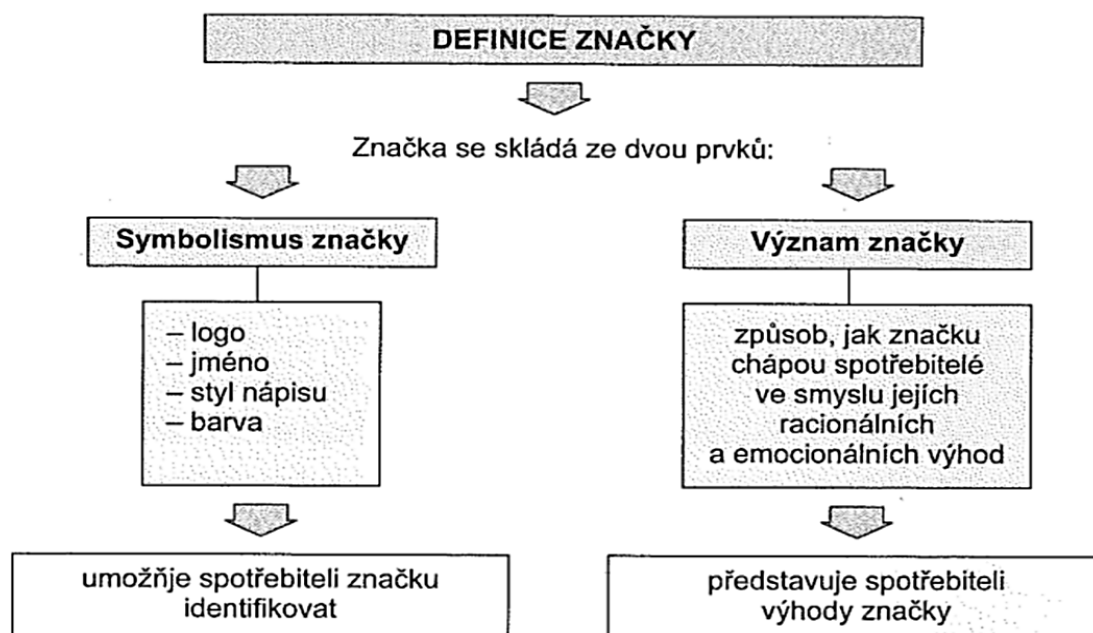 DEFINICE ZNAČKY
Značka se skládá ze dvou prvků:
Symbolismus značky
– logo
– jméno
– styl nápisu
– barva
umožňje spotřebiteli značku
identifikovat
Význam značky
způsob, jak značku
chápou spotřebitelé
ve smyslu jejích
racionálních
a emocionálních výhod
představuje spotřebiteli
výhody značky